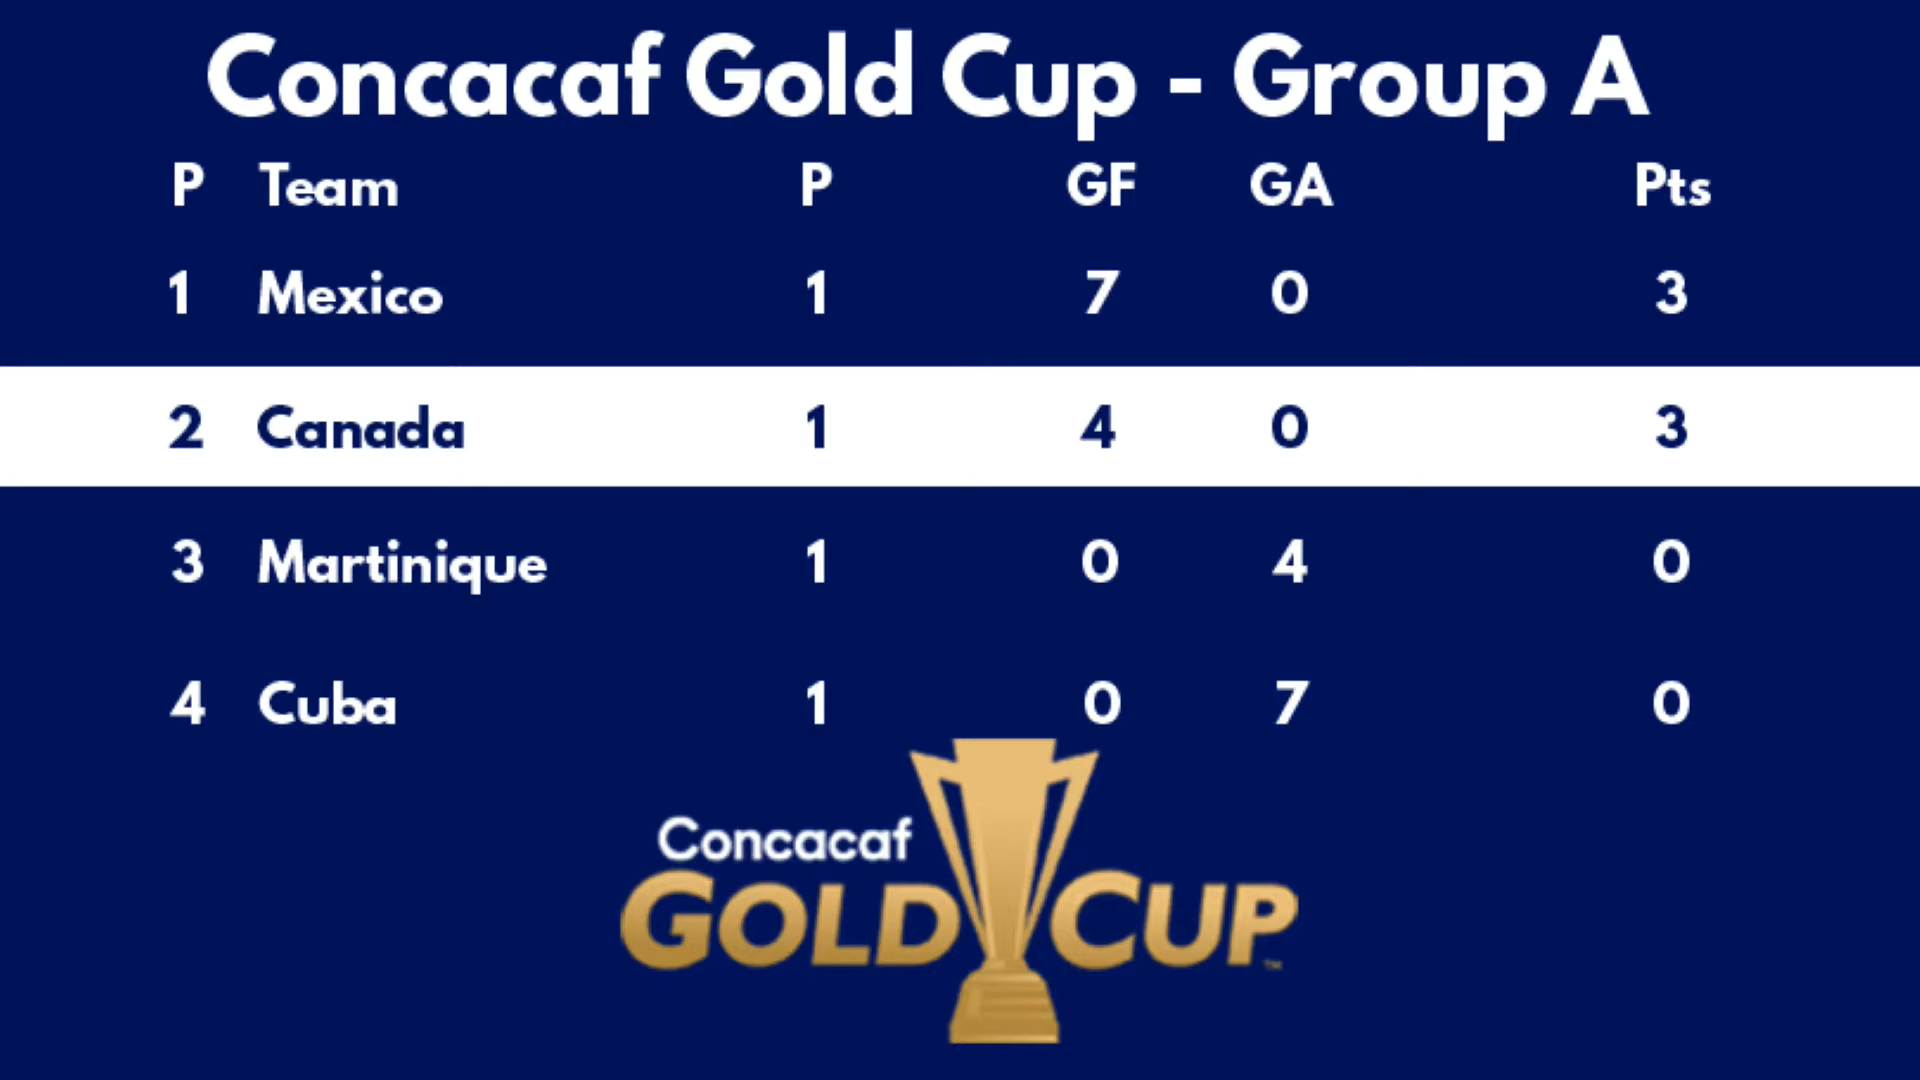 Concacaf Gold Cup - Group A
P Team P GF GA Pts
1 Mexico 1 7 0 3
2 Canada 1 4 0 3
3 Martinique 1 0 4 0
4 Cuba 1 0 7 0
Concacaf
GOLD CUP™